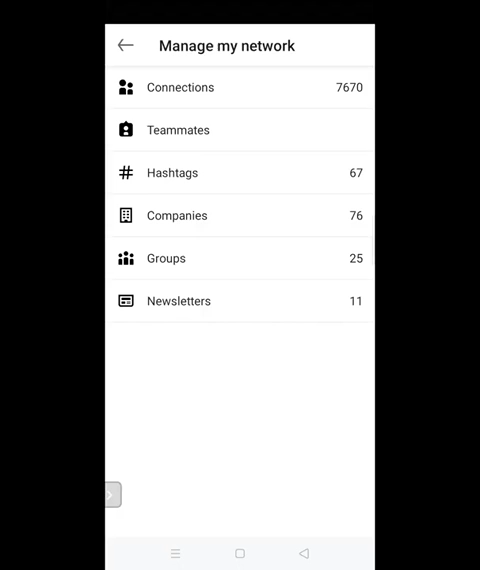 Manage my network
Connections 7670
Teammates
Hashtags 67
Companies 76
Groups 25
Newsletters 11